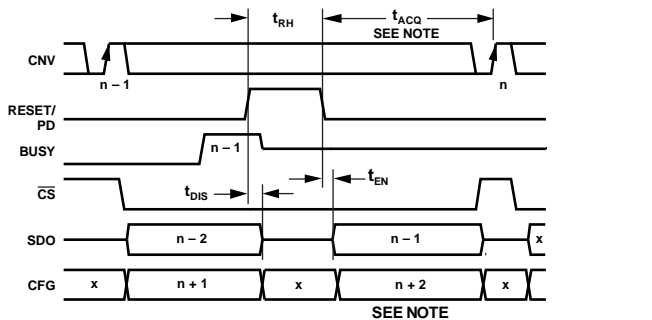 tRH
tACQ
SEE NOTE
CNV
n – 1
n
RESET/
PD
BUSY
n – 1
CS
tDIS
tEN
SDO
n – 2
n – 1
x
CFG
x
n + 1
x
n + 2
x
SEE NOTE